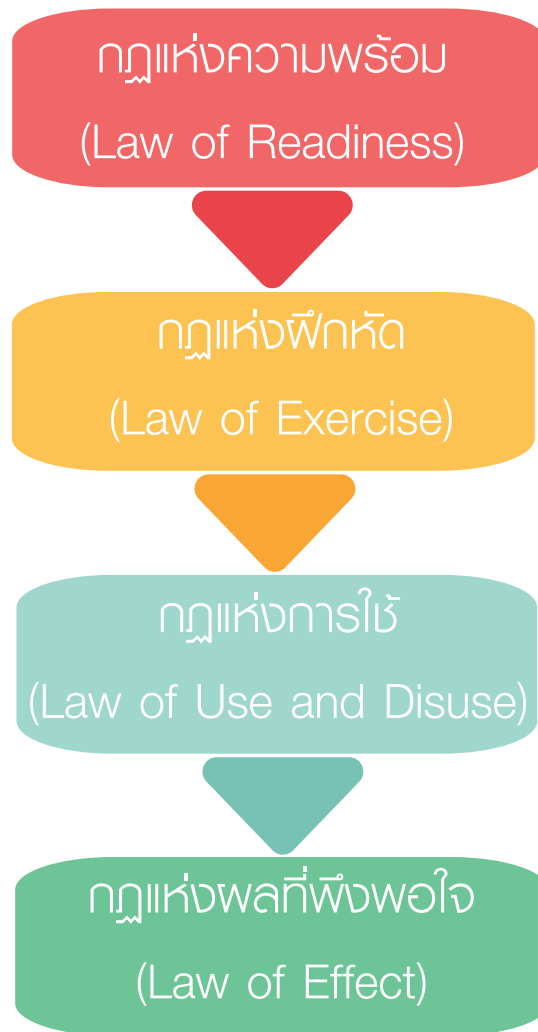 กฎแห่งความพร้อม
(Law of Readiness)
กฎแห่งฝึกหัด
(Law of Exercise)
กฎแห่งการใช้
(Law of Use and Disuse)
กฎแห่งผลที่พึงพอใจ
(Law of Effect)